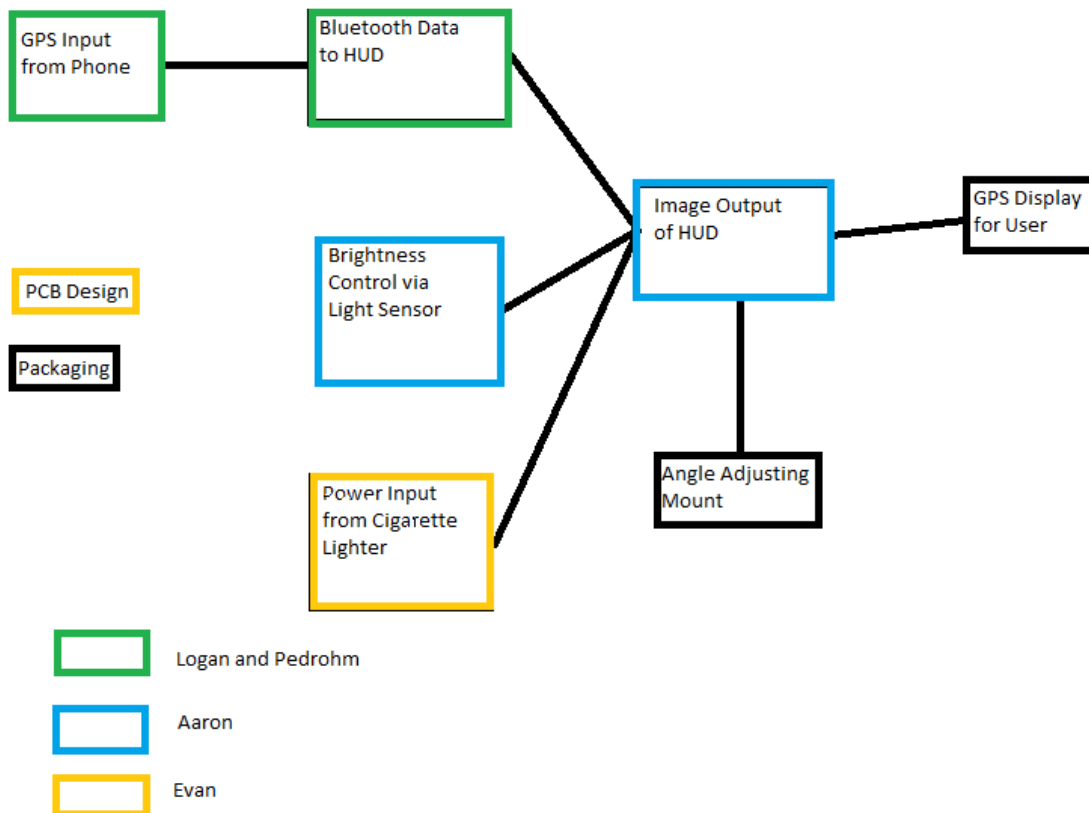 GPS Input
from Phone
Bluetooth Data
to HUD
Image Output
of HUD
GPS Display
for User
Brightness
Control via
Light Sensor
PCB Design
Packaging
Power Input
from Cigarette
Lighter
Angle Adjusting
Mount
Logan and Pedrohm
Aaron
Evan